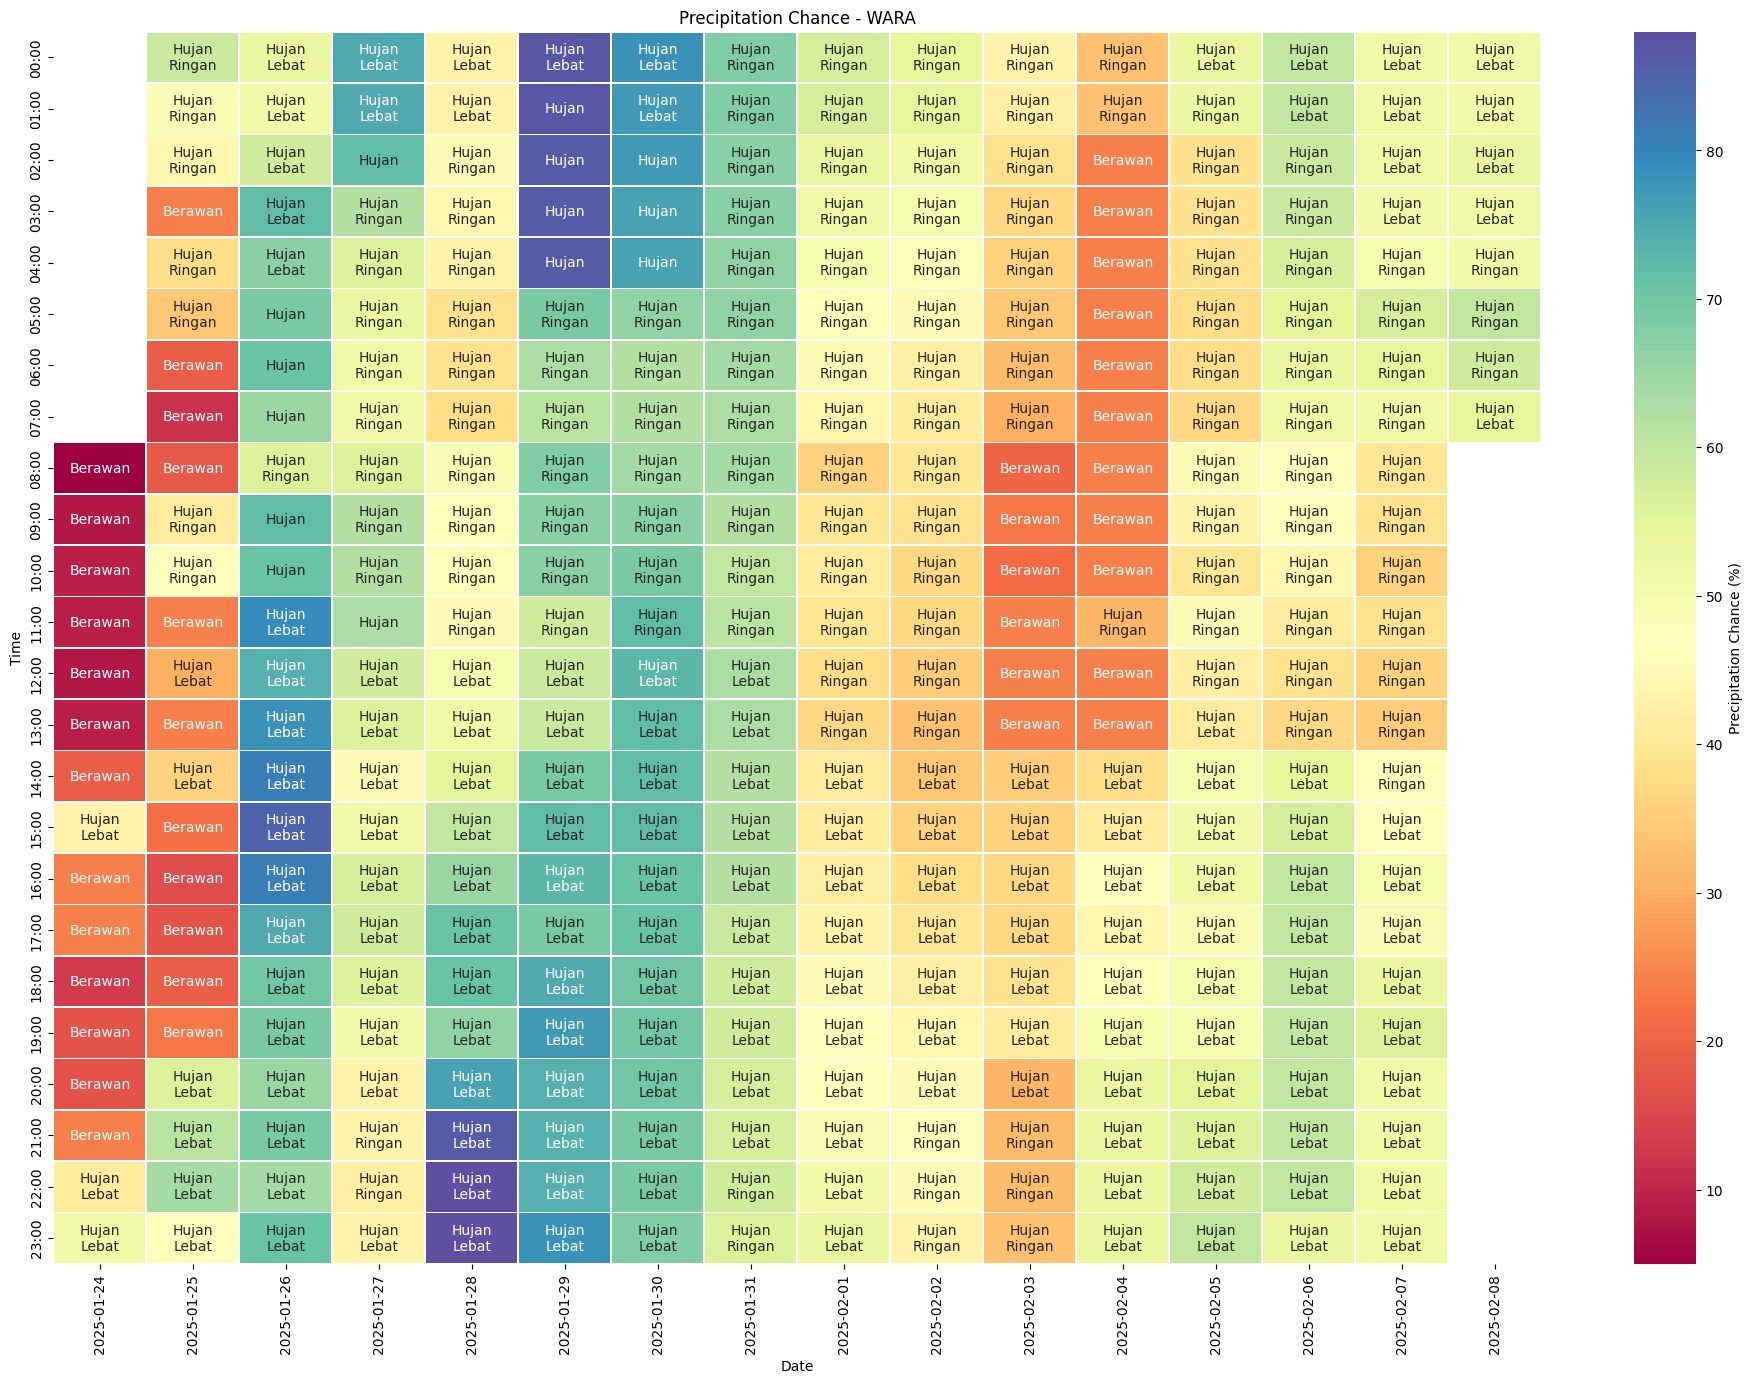 Precipitation Chance - WARA
00:00 Hujan Ringan Hujan Lebat Hujan Lebat Hujan Lebat Hujan Lebat Hujan Lebat Hujan Ringan Hujan Ringan Hujan Ringan Hujan Ringan Hujan Ringan Hujan Lebat Hujan Lebat Hujan Lebat Hujan Lebat
01:00 Hujan Ringan Hujan Lebat Hujan Lebat Hujan Lebat Hujan Hujan Lebat Hujan Ringan Hujan Ringan Hujan Ringan Hujan Ringan Hujan Ringan Hujan Ringan Hujan Lebat Hujan Lebat Hujan Lebat
02:00 Hujan Ringan Hujan Lebat Hujan Hujan Ringan Hujan Hujan Hujan Ringan Hujan Ringan Hujan Ringan Hujan Ringan Berawan Hujan Ringan Hujan Ringan Hujan Lebat Hujan Lebat
03:00 Berawan Hujan Lebat Hujan Ringan Hujan Ringan Hujan Hujan Hujan Ringan Hujan Ringan Hujan Ringan Hujan Ringan Berawan Hujan Ringan Hujan Ringan Hujan Lebat Hujan Lebat
04:00 Hujan Ringan Hujan Lebat Hujan Ringan Hujan Ringan Hujan Hujan Hujan Ringan Hujan Ringan Hujan Ringan Hujan Ringan Berawan Hujan Ringan Hujan Ringan Hujan Ringan Hujan Ringan
05:00 Hujan Ringan Hujan Hujan Ringan Hujan Ringan Hujan Ringan Hujan Ringan Hujan Ringan Hujan Ringan Hujan Ringan Hujan Ringan Berawan Hujan Ringan Hujan Ringan Hujan Ringan Hujan Ringan
06:00 Berawan Hujan Hujan Ringan Hujan Ringan Hujan Ringan Hujan Ringan Hujan Ringan Hujan Ringan Hujan Ringan Hujan Ringan Berawan Hujan Ringan Hujan Ringan Hujan Ringan Hujan Ringan
07:00 Berawan Hujan Hujan Ringan Hujan Ringan Hujan Ringan Hujan Ringan Hujan Ringan Hujan Ringan Hujan Ringan Hujan Ringan Berawan Hujan Ringan Hujan Ringan Hujan Ringan Hujan Lebat
08:00 Berawan Berawan Hujan Ringan Hujan Ringan Hujan Ringan Hujan Ringan Hujan Ringan Hujan Ringan Hujan Ringan Hujan Ringan Berawan Berawan Hujan Ringan Hujan Ringan Hujan Ringan
09:00 Berawan Hujan Ringan Hujan Hujan Ringan Hujan Ringan Hujan Ringan Hujan Ringan Hujan Ringan Hujan Ringan Hujan Ringan Berawan Berawan Hujan Ringan Hujan Ringan Hujan Ringan
10:00 Berawan Hujan Ringan Hujan Hujan Ringan Hujan Ringan Hujan Ringan Hujan Ringan Hujan Ringan Hujan Ringan Hujan Ringan Berawan Berawan Hujan Ringan Hujan Ringan Hujan Ringan
11:00 Berawan Berawan Hujan Lebat Hujan Hujan Ringan Hujan Ringan Hujan Ringan Hujan Ringan Hujan Ringan Hujan Ringan Berawan Hujan Ringan Hujan Ringan Hujan Ringan Hujan Ringan
12:00 Berawan Hujan Lebat Hujan Lebat Hujan Lebat Hujan Lebat Hujan Lebat Hujan Lebat Hujan Lebat Hujan Ringan Hujan Ringan Berawan Berawan Hujan Ringan Hujan Ringan Hujan Ringan
13:00 Berawan Berawan Hujan Lebat Hujan Lebat Hujan Lebat Hujan Lebat Hujan Lebat Hujan Lebat Hujan Ringan Hujan Ringan Berawan Berawan Hujan Lebat Hujan Ringan Hujan Ringan
14:00 Berawan Hujan Lebat Hujan Lebat Hujan Lebat Hujan Lebat Hujan Lebat Hujan Lebat Hujan Lebat Hujan Lebat Hujan Lebat Hujan Lebat Hujan Lebat Hujan Lebat Hujan Lebat Hujan Ringan
15:00 Hujan Lebat Berawan Hujan Lebat Hujan Lebat Hujan Lebat Hujan Lebat Hujan Lebat Hujan Lebat Hujan Lebat Hujan Lebat Hujan Lebat Hujan Lebat Hujan Lebat Hujan Lebat Hujan Lebat
16:00 Berawan Berawan Hujan Lebat Hujan Lebat Hujan Lebat Hujan Lebat Hujan Lebat Hujan Lebat Hujan Lebat Hujan Lebat Hujan Lebat Hujan Lebat Hujan Lebat Hujan Lebat Hujan Lebat
17:00 Berawan Berawan Hujan Lebat Hujan Lebat Hujan Lebat Hujan Lebat Hujan Lebat Hujan Lebat Hujan Lebat Hujan Lebat Hujan Lebat Hujan Lebat Hujan Lebat Hujan Lebat Hujan Lebat
18:00 Berawan Berawan Hujan Lebat Hujan Lebat Hujan Lebat Hujan Lebat Hujan Lebat Hujan Lebat Hujan Lebat Hujan Lebat Hujan Lebat Hujan Lebat Hujan Lebat Hujan Lebat Hujan Lebat
19:00 Berawan Berawan Hujan Lebat Hujan Lebat Hujan Lebat Hujan Lebat Hujan Lebat Hujan Lebat Hujan Lebat Hujan Lebat Hujan Lebat Hujan Lebat Hujan Lebat Hujan Lebat Hujan Lebat
20:00 Berawan Hujan Lebat Hujan Lebat Hujan Lebat Hujan Lebat Hujan Lebat Hujan Lebat Hujan Lebat Hujan Lebat Hujan Lebat Hujan Lebat Hujan Lebat Hujan Lebat Hujan Lebat Hujan Lebat
21:00 Berawan Hujan Lebat Hujan Lebat Hujan Ringan Hujan Lebat Hujan Lebat Hujan Lebat Hujan Lebat Hujan Lebat Hujan Ringan Hujan Ringan Hujan Lebat Hujan Lebat Hujan Lebat Hujan Lebat
22:00 Hujan Lebat Hujan Lebat Hujan Lebat Hujan Ringan Hujan Lebat Hujan Lebat Hujan Lebat Hujan Ringan Hujan Lebat Hujan Ringan Hujan Ringan Hujan Lebat Hujan Lebat Hujan Lebat Hujan Lebat
23:00 Hujan Lebat Hujan Lebat Hujan Lebat Hujan Lebat Hujan Lebat Hujan Lebat Hujan Lebat Hujan Ringan Hujan Lebat Hujan Ringan Hujan Ringan Hujan Lebat Hujan Lebat Hujan Lebat Hujan Lebat
Time
2025-01-24 2025-01-25 2025-01-26 2025-01-27 2025-01-28 2025-01-29 2025-01-30 2025-01-31 2025-02-01 2025-02-02 2025-02-03 2025-02-04 2025-02-05 2025-02-06 2025-02-07 2025-02-08
Date
80
70
60
50
40
30
20
10
Precipitation Chance (%)